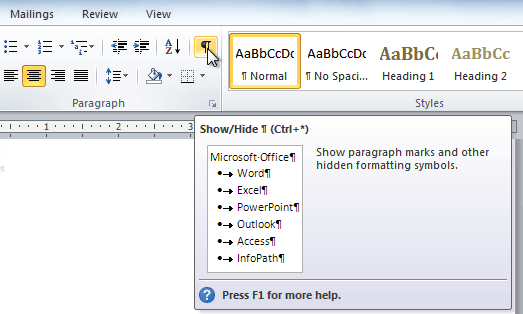 Mailings Review View
A Z ¶
AaBbCcDc AaBbCcDc AaBbCc AaBbCc
¶ Normal ¶ No Spaci... Heading 1 Heading 2
Paragraph Styles
1 2 3
Show/Hide ¶ (Ctrl+*)
Microsoft·Office¶
Word¶
Excel¶
PowerPoint¶
Outlook¶
Access¶
InfoPath¶
Show paragraph marks and other
hidden formatting symbols.
Press F1 for more help.